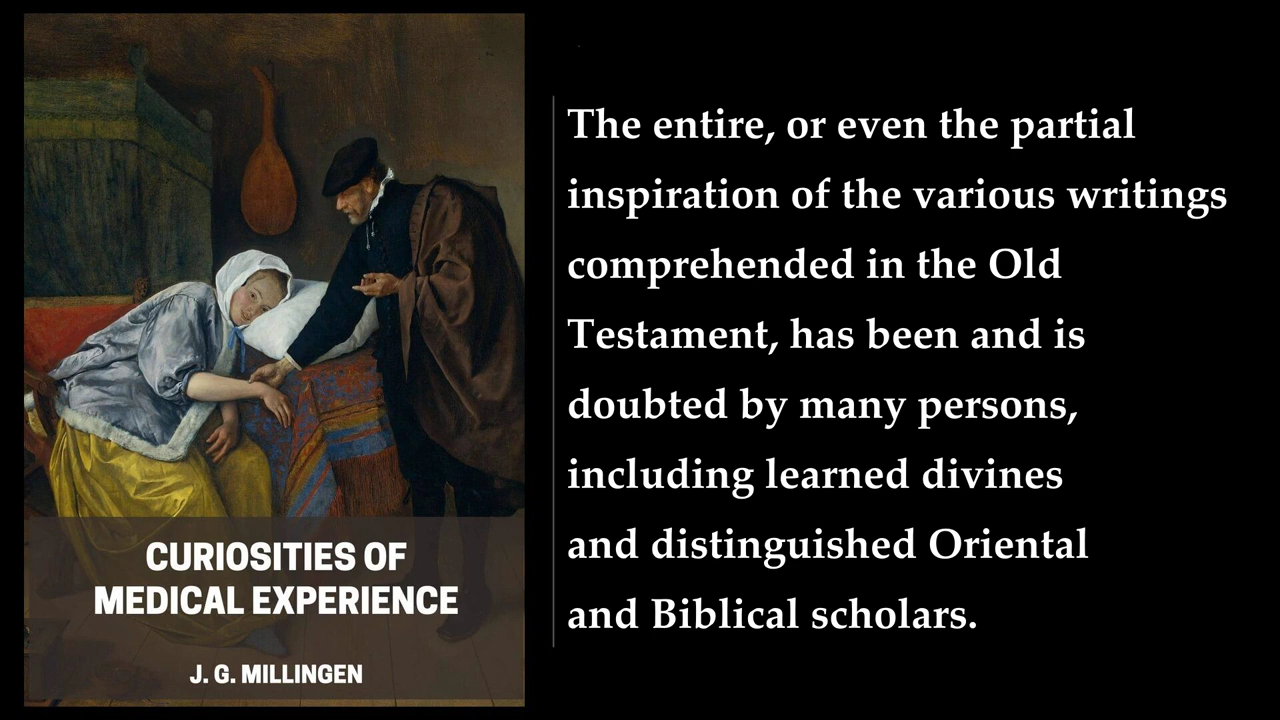 CURIOSITIES OF
MEDICAL EXPERIENCE
J. G. MILLINGEN
The entire, or even the partial
inspiration of the various writings
comprehended in the Old
Testament, has been and is
doubted by many persons,
including learned divines
and distinguished Oriental
and Biblical scholars.